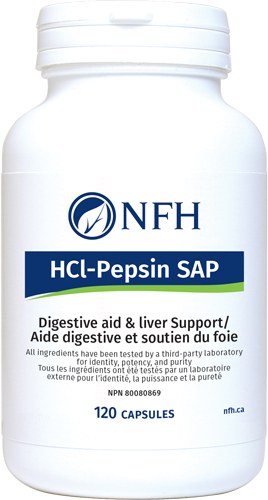 NFH
HCl-Pepsin SAP
Digestive aid & liver Support/
Aide digestive et soutien du foie
All ingredients have been tested by a third-party laboratory
for identity, potency, and purity
Tous les ingrédients ont été testés par un laboratoire
externe pour l'identité, la puissance et la pureté
NPN 80080869
120 CAPSULES
nfh.ca